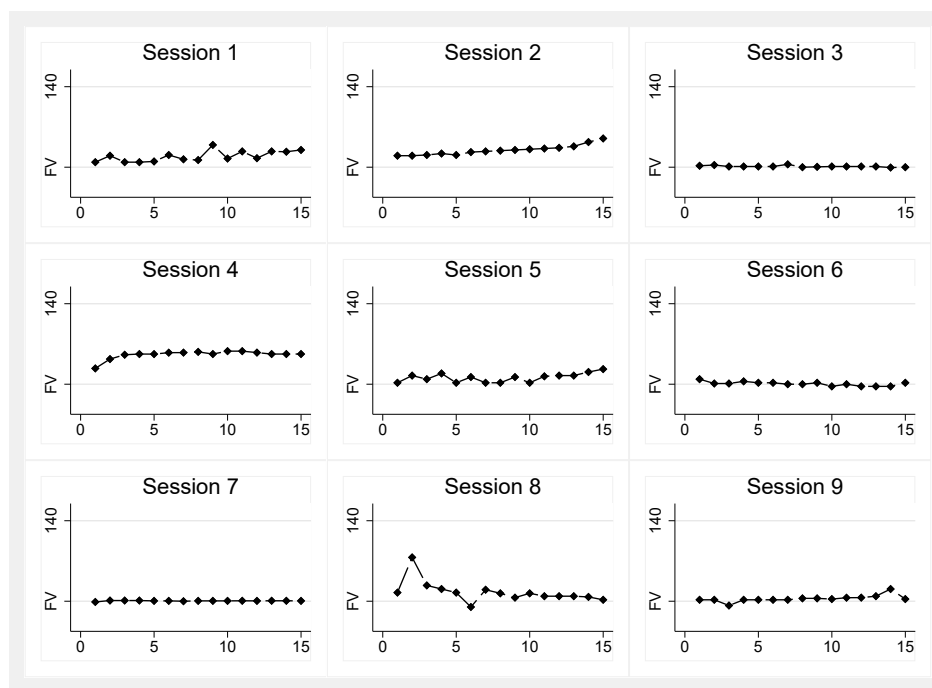 Session 1
140
FV
0 5 10 15
Session 2
140
FV
0 5 10 15
Session 3
140
FV
0 5 10 15
Session 4
140
FV
0 5 10 15
Session 5
140
FV
0 5 10 15
Session 6
140
FV
0 5 10 15
Session 7
140
FV
0 5 10 15
Session 8
140
FV
0 5 10 15
Session 9
140
FV
0 5 10 15